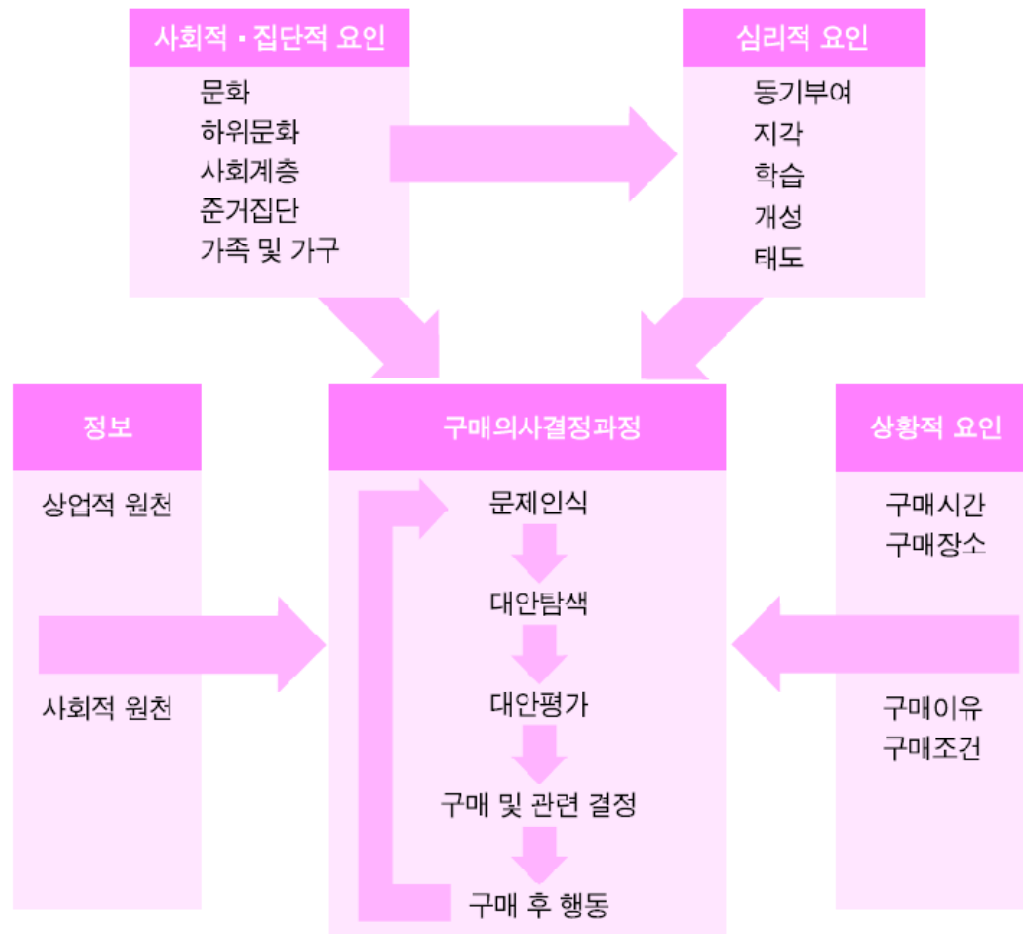 사회적 · 집단적 요인
문화
하위문화
사회계층
준거집단
가족 및 가구
심리적 요인
동기부여
지각
학습
개성
태도
정보
상업적 원천
사회적 원천
구매의사결정과정
문제인식
대안탐색
대안평가
구매 및 관련 결정
구매 후 행동
상황적 요인
구매시간
구매장소
구매이유
구매조건